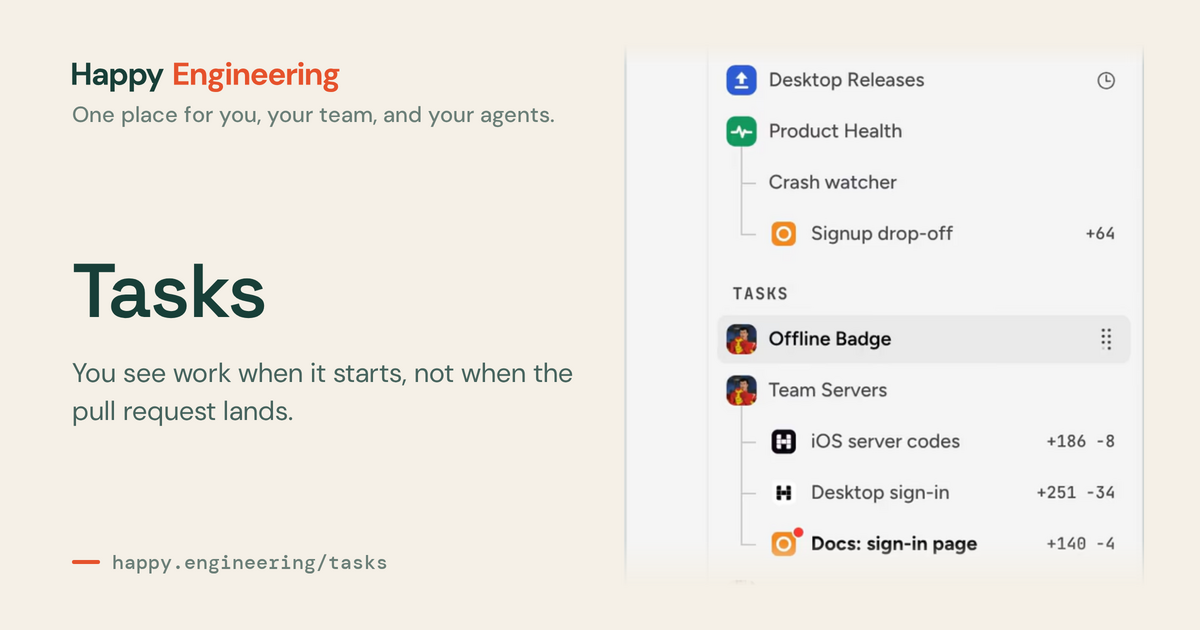 Happy Engineering
One place for you, your team, and your agents.
Tasks
You see work when it starts, not when the
pull request lands.
happy.engineering/tasks
Desktop Releases
Product Health
Crash watcher
Signup drop-off +64
TASKS
Offline Badge
Team Servers
iOS server codes +186 -8
Desktop sign-in +251 -34
Docs: sign-in page +140 -4